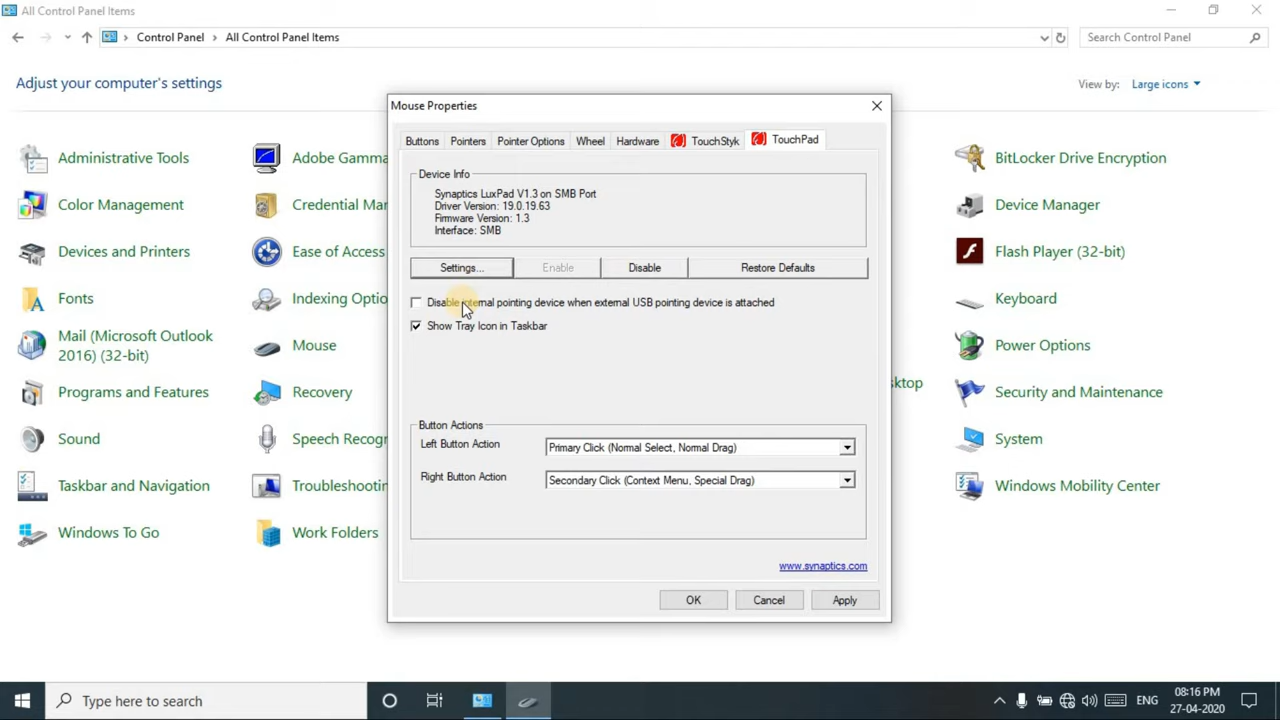 All Control Panel Items
Control Panel > All Control Panel Items
Search Control Panel
Adjust your computer's settings
View by: Large icons
Mouse Properties
Buttons Pointers Pointer Options Wheel Hardware TouchStyk TouchPad
Device Info
Synaptics LuxPad V1.3 on SMB Port
Driver Version: 19.0.19.63
Firmware Version: 1.3
Interface: SMB
Settings... Enable Disable Restore Defaults
Disable internal pointing device when external USB pointing device is attached
Show Tray Icon in Taskbar
Button Actions
Left Button Action Primary Click (Normal Select, Normal Drag)
Right Button Action Secondary Click (Context Menu, Special Drag)
www.synaptics.com
OK Cancel Apply
Administrative Tools
Adobe Gamma
BitLocker Drive Encryption
Color Management
Credential Mar
Device Manager
Devices and Printers
Ease of Access
Flash Player (32-bit)
Fonts
Indexing Optio
Keyboard
Mail (Microsoft Outlook
2016) (32-bit)
Mouse
Power Options
Programs and Features
Recovery
sktop
Security and Maintenance
Sound
Speech Recogr
System
Taskbar and Navigation
Troubleshootin
Windows Mobility Center
Windows To Go
Work Folders
Type here to search
ENG
08:16 PM
27-04-2020